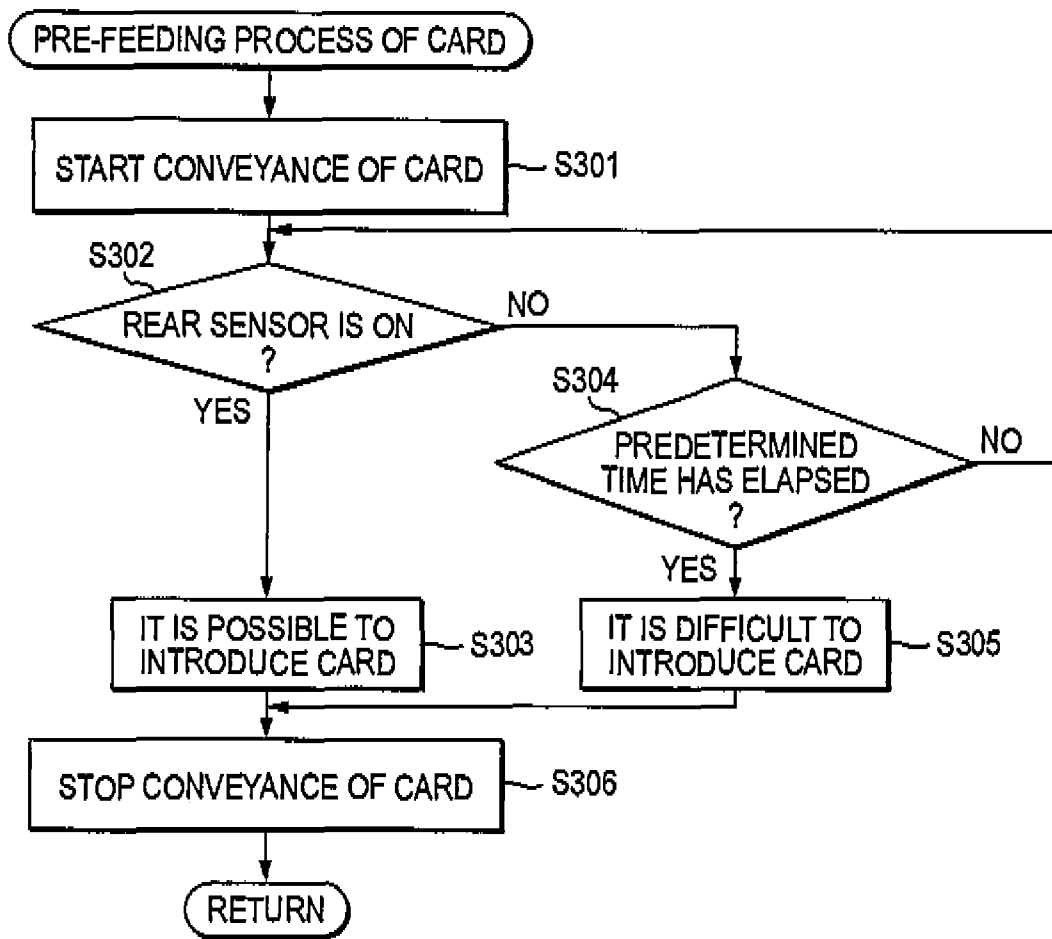 PRE-FEEDING PROCESS OF CARD
START CONVEYANCE OF CARD
S301
S302
REAR SENSOR IS ON
?
NO
YES
S304
PREDETERMINED
TIME HAS ELAPSED
?
NO
YES
IT IS POSSIBLE TO
INTRODUCE CARD
S303
IT IS DIFFICULT TO
INTRODUCE CARD
S305
STOP CONVEYANCE OF CARD
S306
RETURN